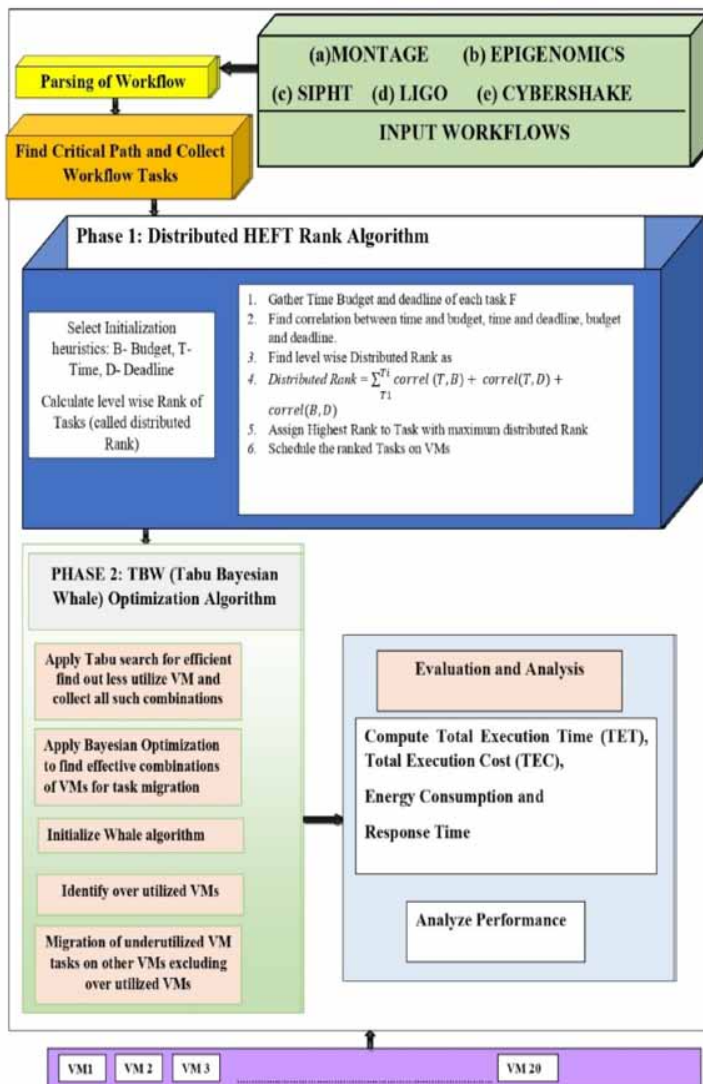 (a)MONTAGE (b) EPIGENOMICS
(c) SIPHT (d) LIGO (e) CYBERSHAKE
INPUT WORKFLOWS
Parsing of Workflow
Find Critical Path and Collect
Workflow Tasks
Phase 1: Distributed HEFT Rank Algorithm
Select Initialization
heuristics: B- Budget, T-
Time, D- Deadline
Calculate level wise Rank of
Tasks (called distributed
Rank)
1. Gather Time Budget and deadline of each task F
2. Find correlation between time and budget, time and deadline, budget
and deadline.
3. Find level wise Distributed Rank as
4. Distributed Rank = ∑_{T1}^{Ti} correl (T, B) + correl(T, D) +
correl(B, D)
5. Assign Highest Rank to Task with maximum distributed Rank
6. Schedule the ranked Tasks on VMs
PHASE 2: TBW (Tabu Bayesian
Whale) Optimization Algorithm
Apply Tabu search for efficient
find out less utilize VM and
collect all such combinations
Apply Bayesian Optimization
to find effective combinations
of VMs for task migration
Initialize Whale algorithm
Identify over utilized VMs
Migration of underutilized VM
tasks on other VMs excluding
over utilized VMs
Evaluation and Analysis
Compute Total Execution Time (TET),
Total Execution Cost (TEC),
Energy Consumption and
Response Time
Analyze Performance
VM1 VM 2 VM 3 VM 20